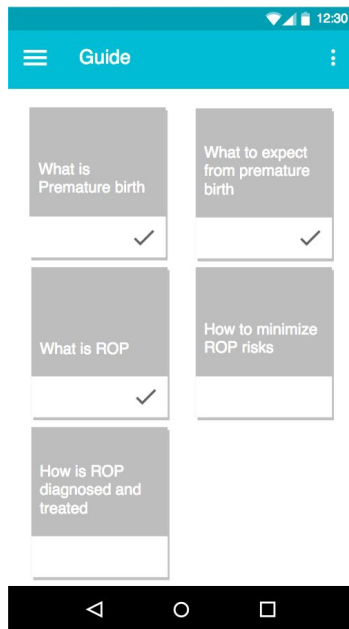 12:30
Guide
What is
Premature birth
What to expect
from premature
birth
What is ROP
How to minimize
ROP risks
How is ROP
diagnosed and
treated